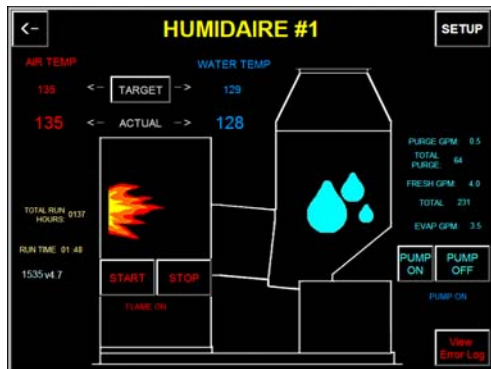 <-
HUMIDAIRE #1
SETUP
AIR TEMP
WATER TEMP
135 <- TARGET -> 129
135 <- ACTUAL -> 128
PURGE GPM: 0.5
TOTAL PURGE: 64
FRESH GPM: 4.0
TOTAL 231
EVAP GPM: 3.5
TOTAL RUN HOURS: 0137
RUN TIME 01:48
1535 v4.7
START
STOP
FLAME ON
PUMP ON
PUMP OFF
PUMP ON
View
Error Log